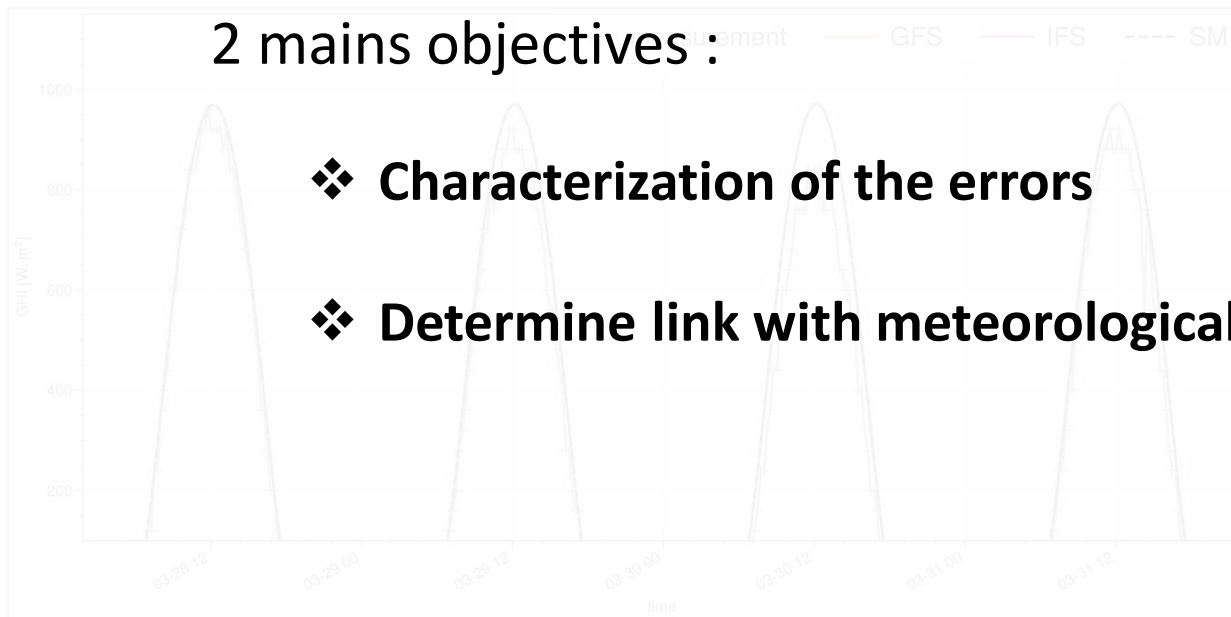 2 mains objectives :
GFS IFS SM
❖ Characterization of the errors
❖ Determine link with meteorological
1000
800
600
400
200
GHI [W. m²]
03-28 12
03-29 00
03-29 12
03-30 00
03-30 12
03-31 00
03-31 12
time